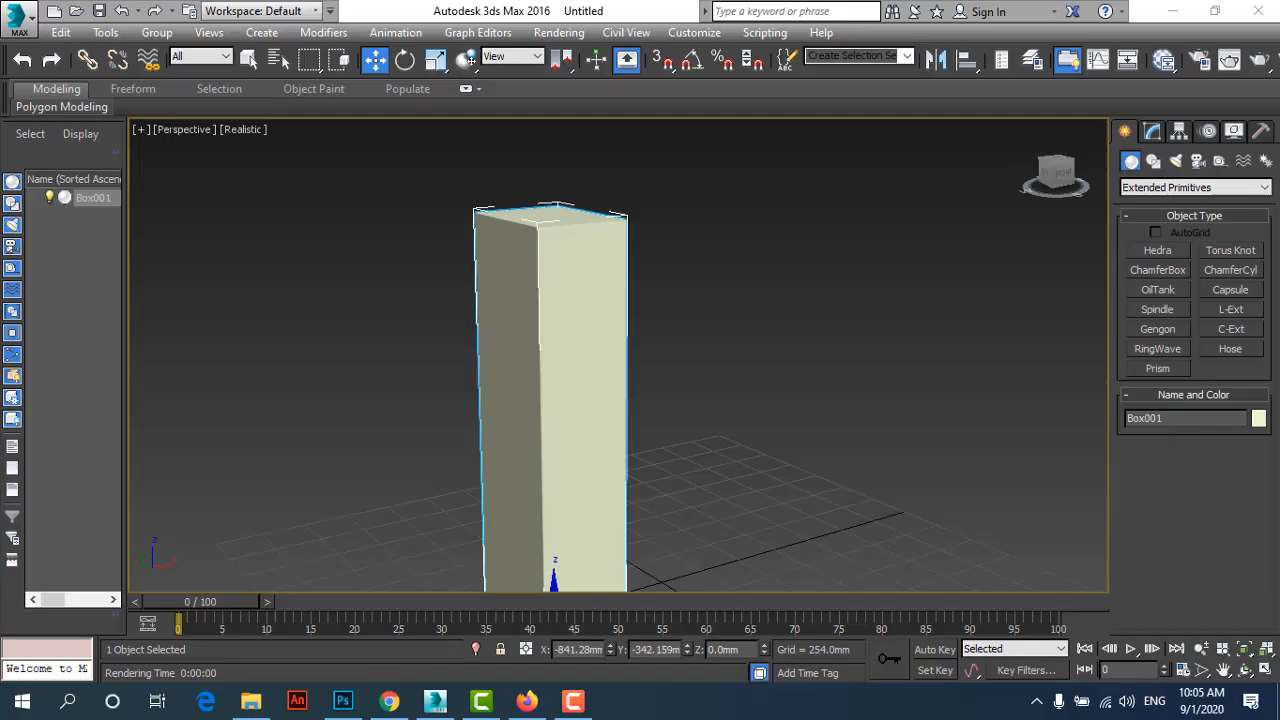 Workspace: Default
Autodesk 3ds Max 2016
Untitled
Type a keyword or phrase
Sign In
MAX
Edit
Tools
Group
Views
Create
Modifiers
Animation
Graph Editors
Rendering
Civil View
Customize
Scripting
Help
All
View
Create Selection Se
Modeling
Freeform
Selection
Object Paint
Populate
Polygon Modeling
Select
Display
[+] [Perspective] [Realistic]
Name (Sorted Ascen
Box001
Extended Primitives
Object Type
AutoGrid
Hedra
Torus Knot
ChamferBox
ChamferCyl
OilTank
Capsule
Spindle
L-Ext
Gengon
C-Ext
RingWave
Hose
Prism
Name and Color
Box001
z
z
0 / 100
0 5 10 15 20 25 30 35 40 45 50 55 60 65 70 75 80 85 90 95 100
1 Object Selected
X: -841.28mm
Y: -342.159m
Z: 0.0mm
Grid = 254.0mm
Auto Key
Selected
Welcome to M
Rendering Time 0:00:00
Add Time Tag
Set Key
Key Filters...
0
An
Ps
ENG
10:05 AM
9/1/2020